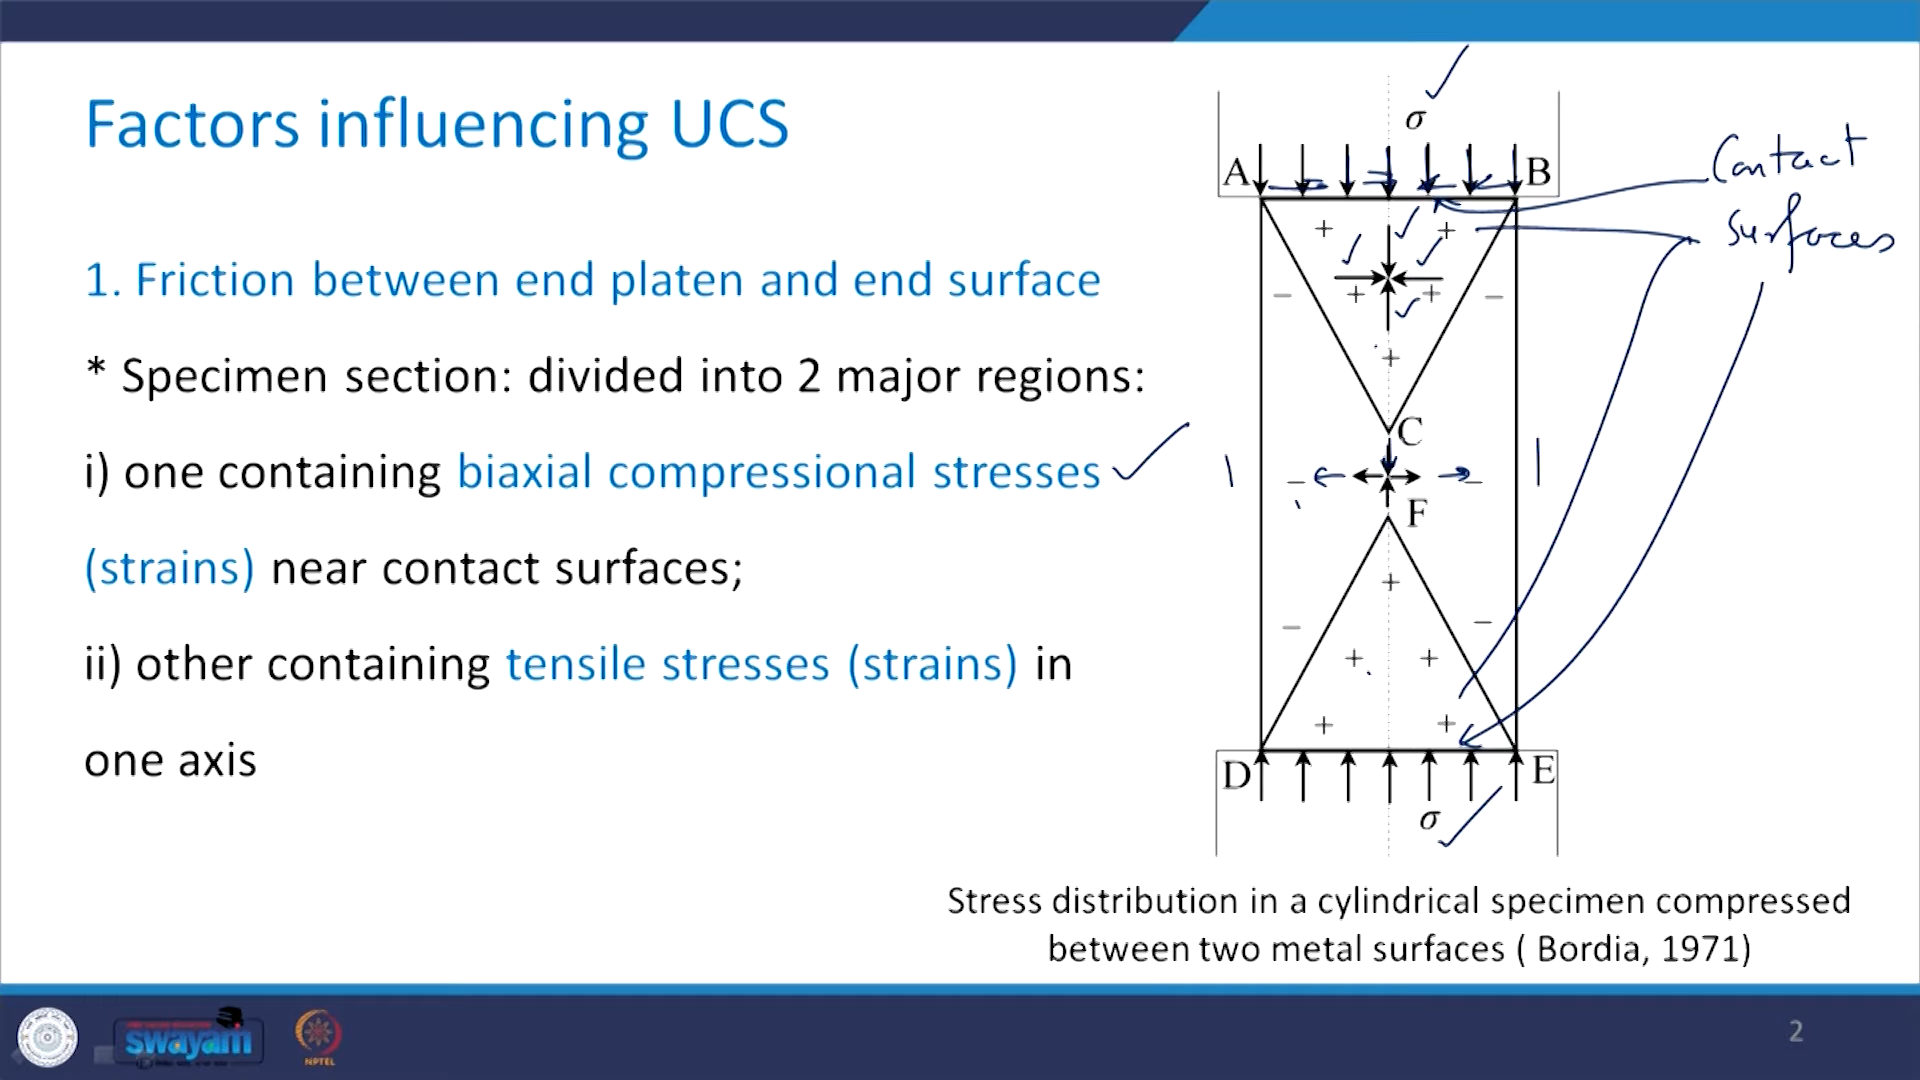 Factors influencing UCS
1. Friction between end platen and end surface
* Specimen section: divided into 2 major regions:
i) one containing biaxial compressional stresses
(strains) near contact surfaces;
ii) other containing tensile stresses (strains) in
one axis
σ
A
B
Contact
surfaces
+ +
− + + −
+
C
− −
F
+
− −
+ +
+ +
D
E
σ
Stress distribution in a cylindrical specimen compressed
between two metal surfaces ( Bordia, 1971)
swayam
NPTEL
2